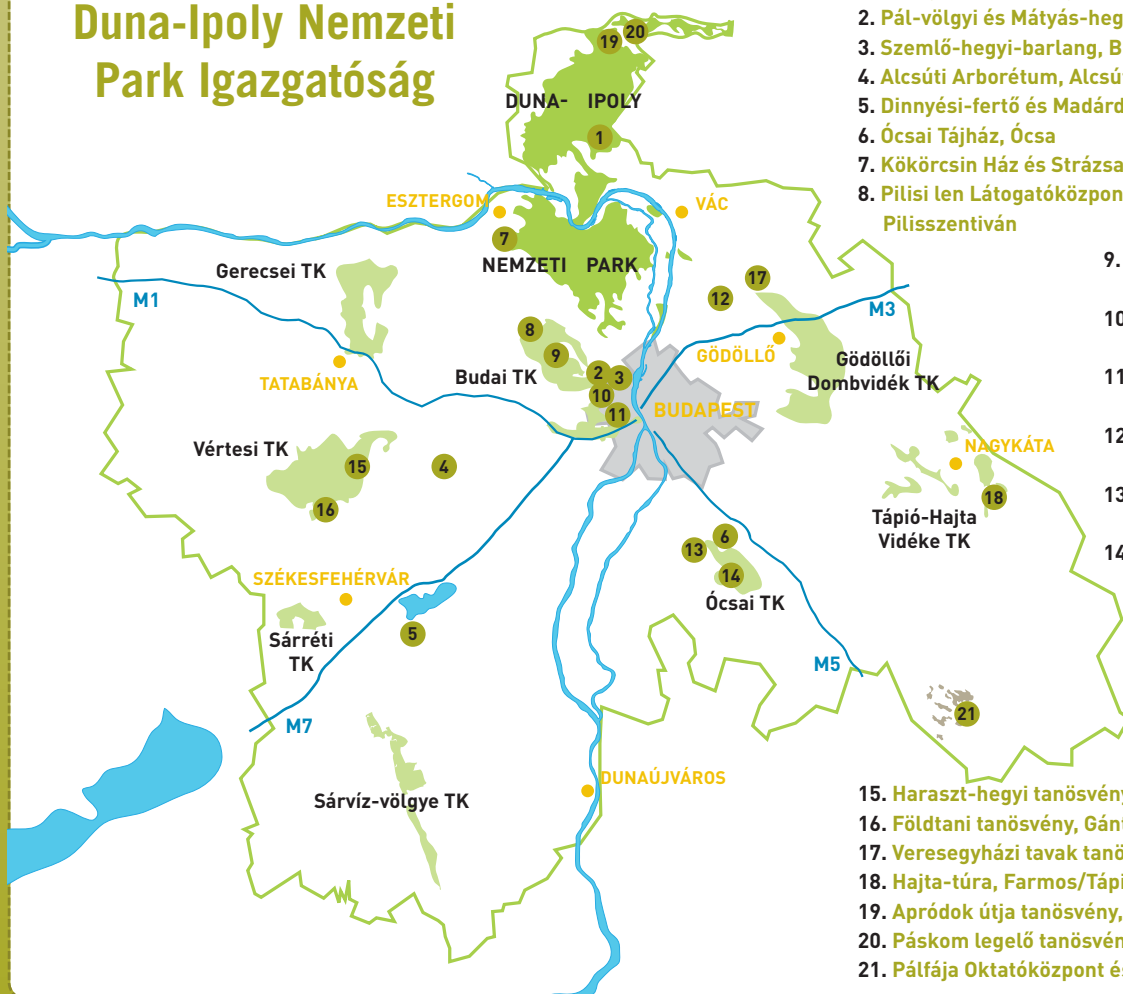 Duna-Ipoly Nemzeti
Park Igazgatóság
2. Pál-völgyi és Mátyás-heg
3. Szemlő-hegyi-barlang, B
4. Alcsúti Arborétum, Alcsú
5. Dinnyési-fertő és Madárd
6. Ócsai Tájház, Ócsa
7. Kökörcsin Ház és Strázsa
8. Pilisi len Látogatóközpon
Pilisszentiván
9.
10
11
12
13
14
19
20
DUNA- IPOLY
1
ESZTERGOM
VÁC
7
NEMZETI PARK
Gerecsei TK
M1
17
12
M3
8
9
GÖDÖLLŐ
Gödöllői
Dombvidék TK
TATABÁNYA
Budai TK
2
3
10
11
BUDAPEST
Vértesi TK
15
4
16
NAGYKÁTA
18
Tápió-Hajta
Vidéke TK
13
6
14
Ócsai TK
SZÉKESFEHÉRVÁR
5
Sárréti
TK
M5
M7
21
DUNAÚJVÁROS
Sárvíz-völgye TK
15. Haraszt-hegyi tanösvény
16. Földtani tanösvény, Gánt
17. Veresegyházi tavak tanö
18. Hajta-túra, Farmos/Tápi
19. Apródok útja tanösvény,
20. Páskom legelő tanösvén
21. Pálfája Oktatóközpont és